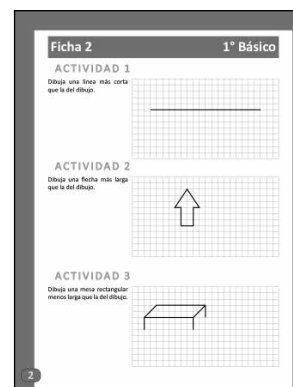 Ficha 2 1° Básico
ACTIVIDAD 1
Dibuja una línea más corta
que la del dibujo.
ACTIVIDAD 2
Dibuja una flecha más larga
que la del dibujo.
ACTIVIDAD 3
Dibuja una mesa rectangular
menos larga que la del dibujo.
2